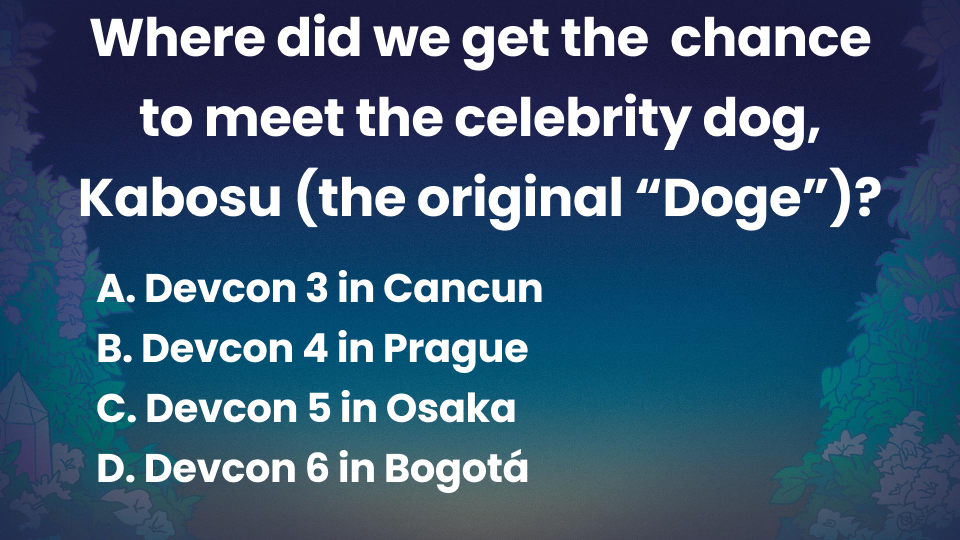 Where did we get the  chance
to meet the celebrity dog,
Kabosu (the original “Doge”)?
A. Devcon 3 in Cancun
B. Devcon 4 in Prague
C. Devcon 5 in Osaka
D. Devcon 6 in Bogotá